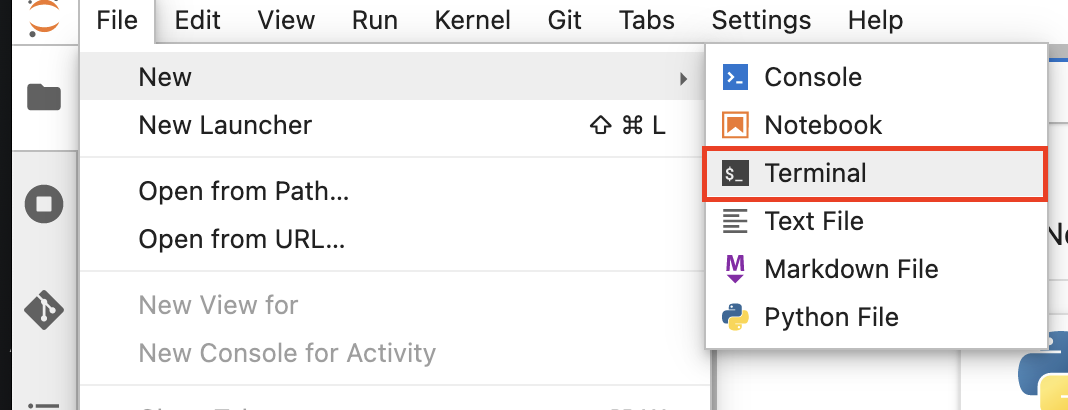 File Edit View Run Kernel Git Tabs Settings Help
New
New Launcher ⇧ ⌘ L
Open from Path...
Open from URL...
New View for
New Console for Activity
Console
Notebook
$_ Terminal
Text File
M Markdown File
Python File